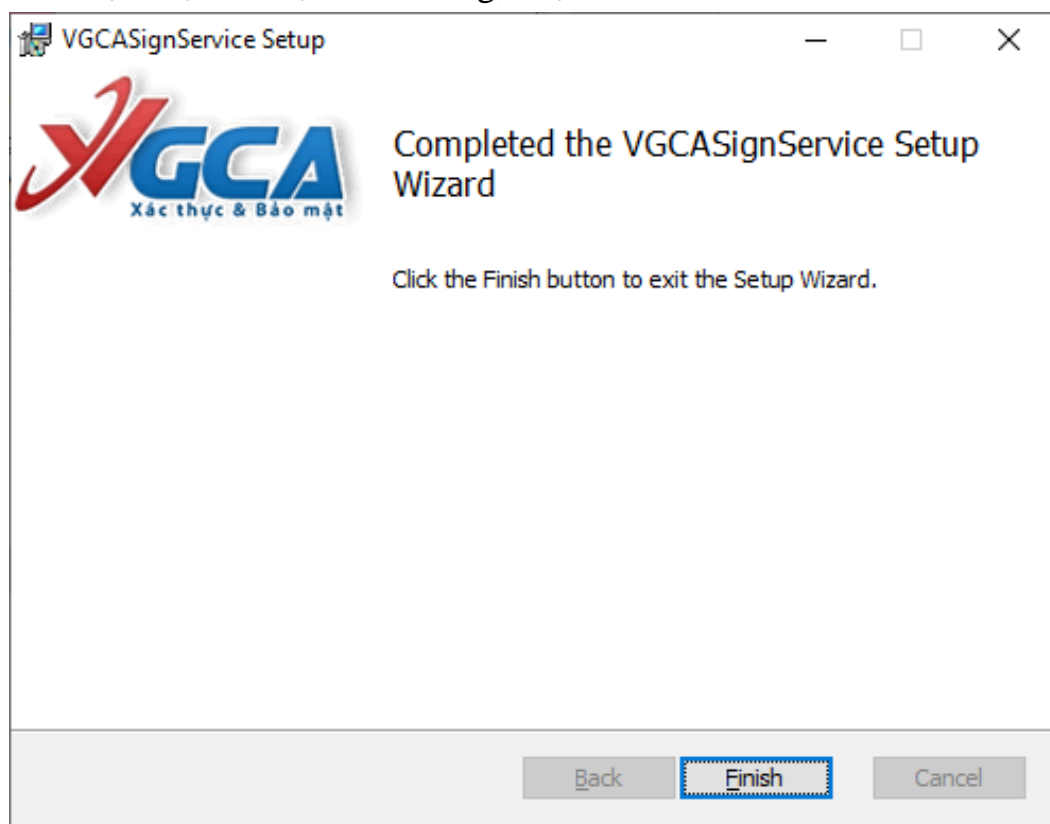 VGCASignService Setup
VGCA
Xác thực & Bảo mật
Completed the VGCASignService Setup
Wizard
Click the Finish button to exit the Setup Wizard.
Back
Finish
Cancel